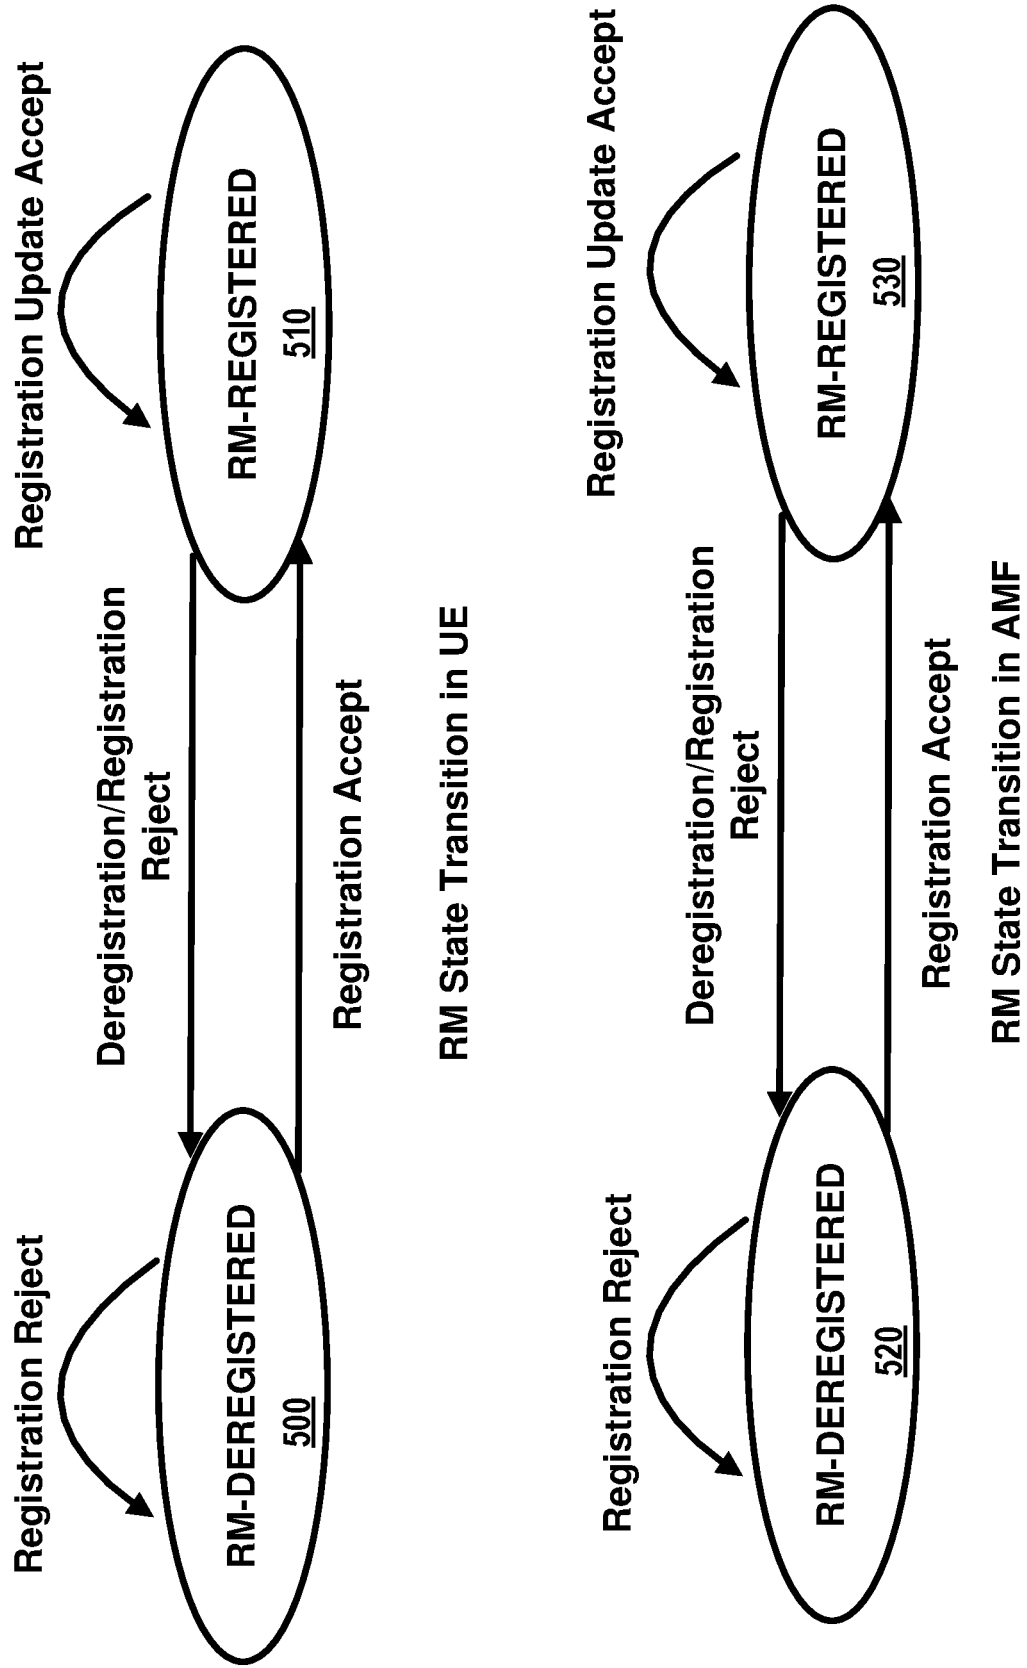 Registration Reject
Registration Update Accept
Deregistration/Registration
Reject
RM-DEREGISTERED
500
RM-REGISTERED
510
Registration Accept
RM State Transition in UE
Registration Reject
Registration Update Accept
Deregistration/Registration
Reject
RM-DEREGISTERED
520
RM-REGISTERED
530
Registration Accept
RM State Transition in AMF